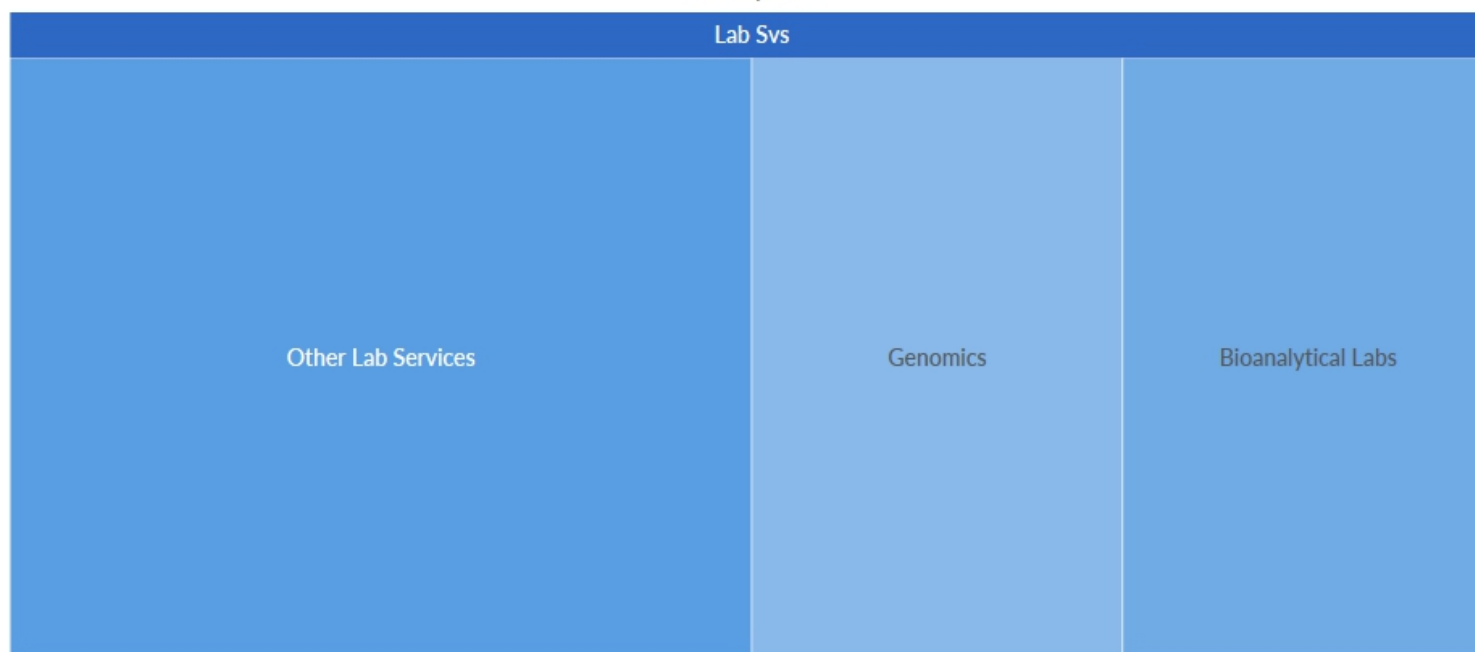 Lab Svs
Other Lab Services
Genomics
Bioanalytical Labs